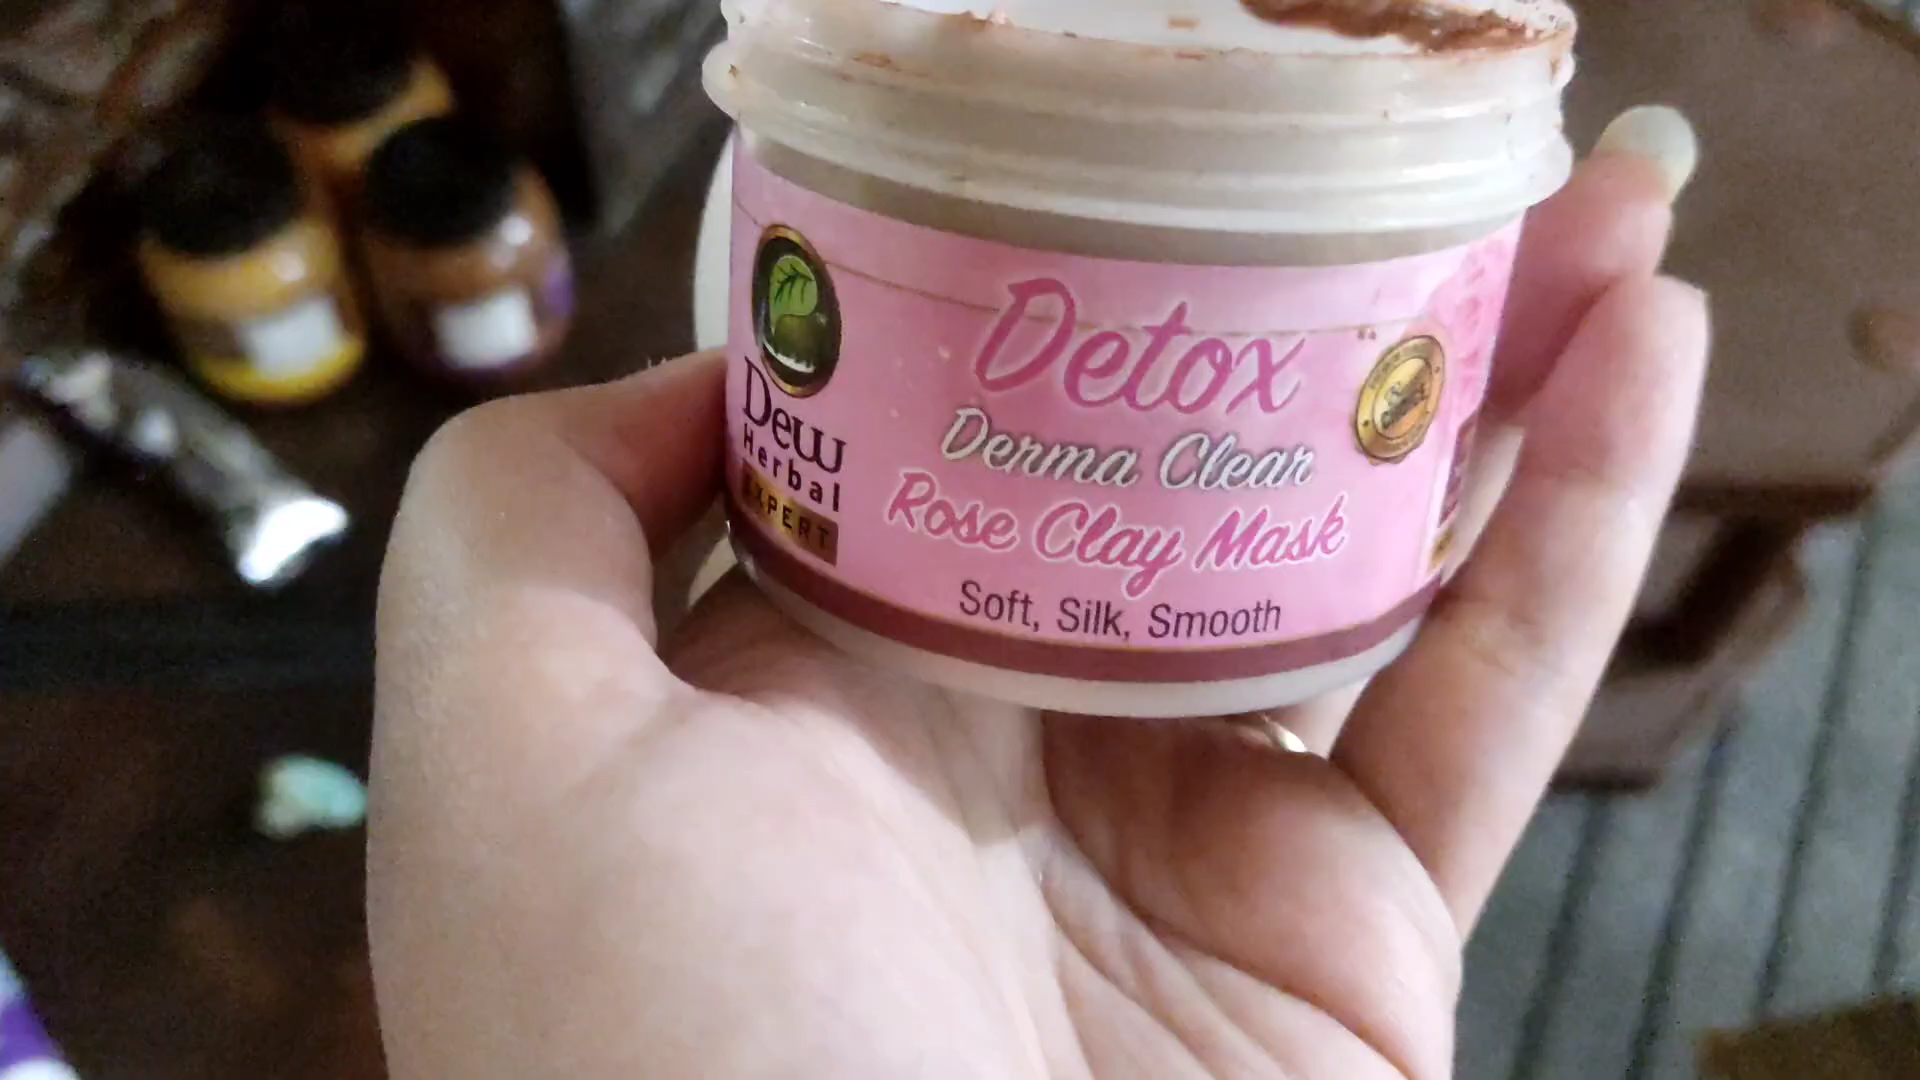 Dew
Herbal
EXPERT
Detox
Derma Clear
Rose Clay Mask
Soft, Silk, Smooth